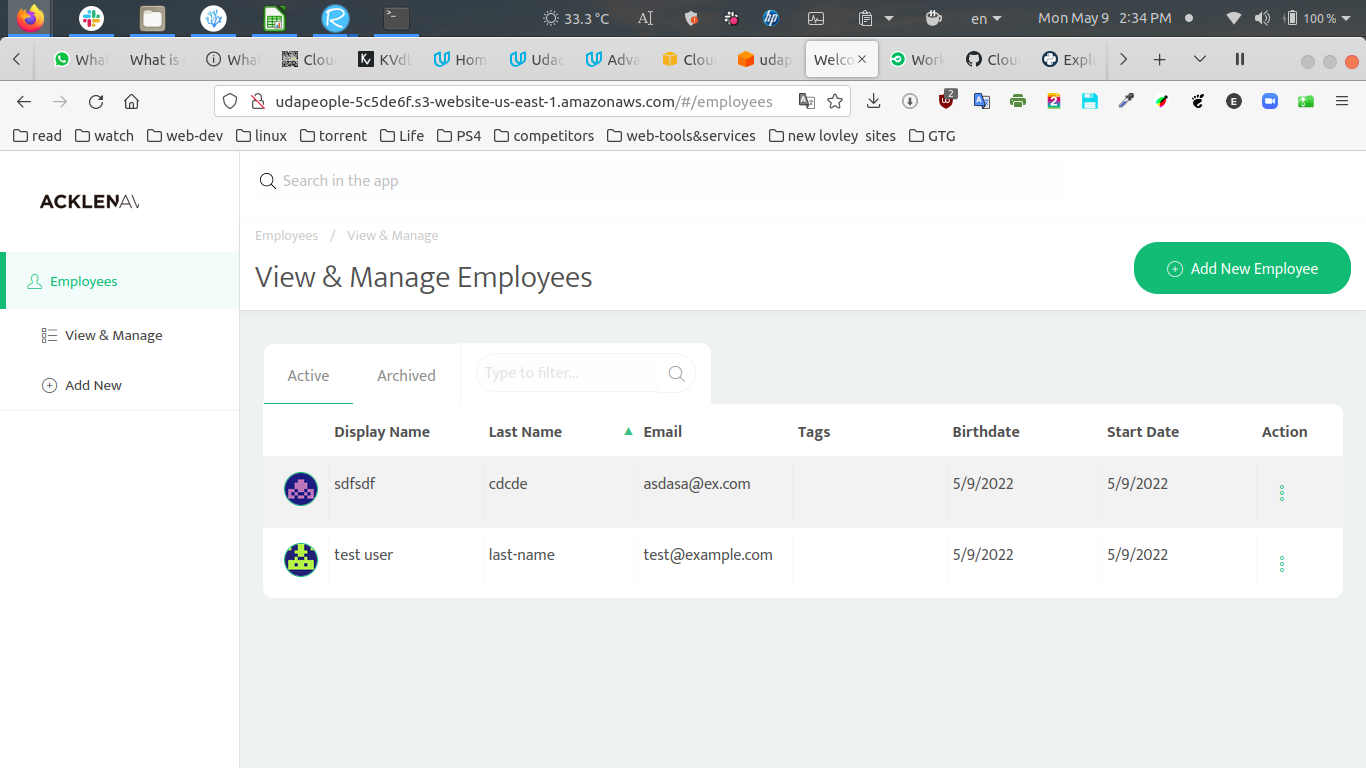 33.3 °C
en
Mon May 9 2:34 PM
100 %
Wha
What is
Wha
Clou
KVdb
Hom
Udac
Adva
Clou
udap
Welco
Work
Clou
Explo
udapeople-5c5de6f.s3-website-us-east-1.amazonaws.com/#/employees
2
read watch web-dev linux torrent Life PS4 competitors web-tools&services new lovley sites GTG
ACKLENAV
Search in the app
Employees / View & Manage
View & Manage Employees
Add New Employee
Employees
View & Manage
Add New
Active Archived Type to filter...
Display Name Last Name Email Tags Birthdate Start Date Action
sdfsdf cdcde asdasa@ex.com 5/9/2022 5/9/2022
test user last-name test@example.com 5/9/2022 5/9/2022